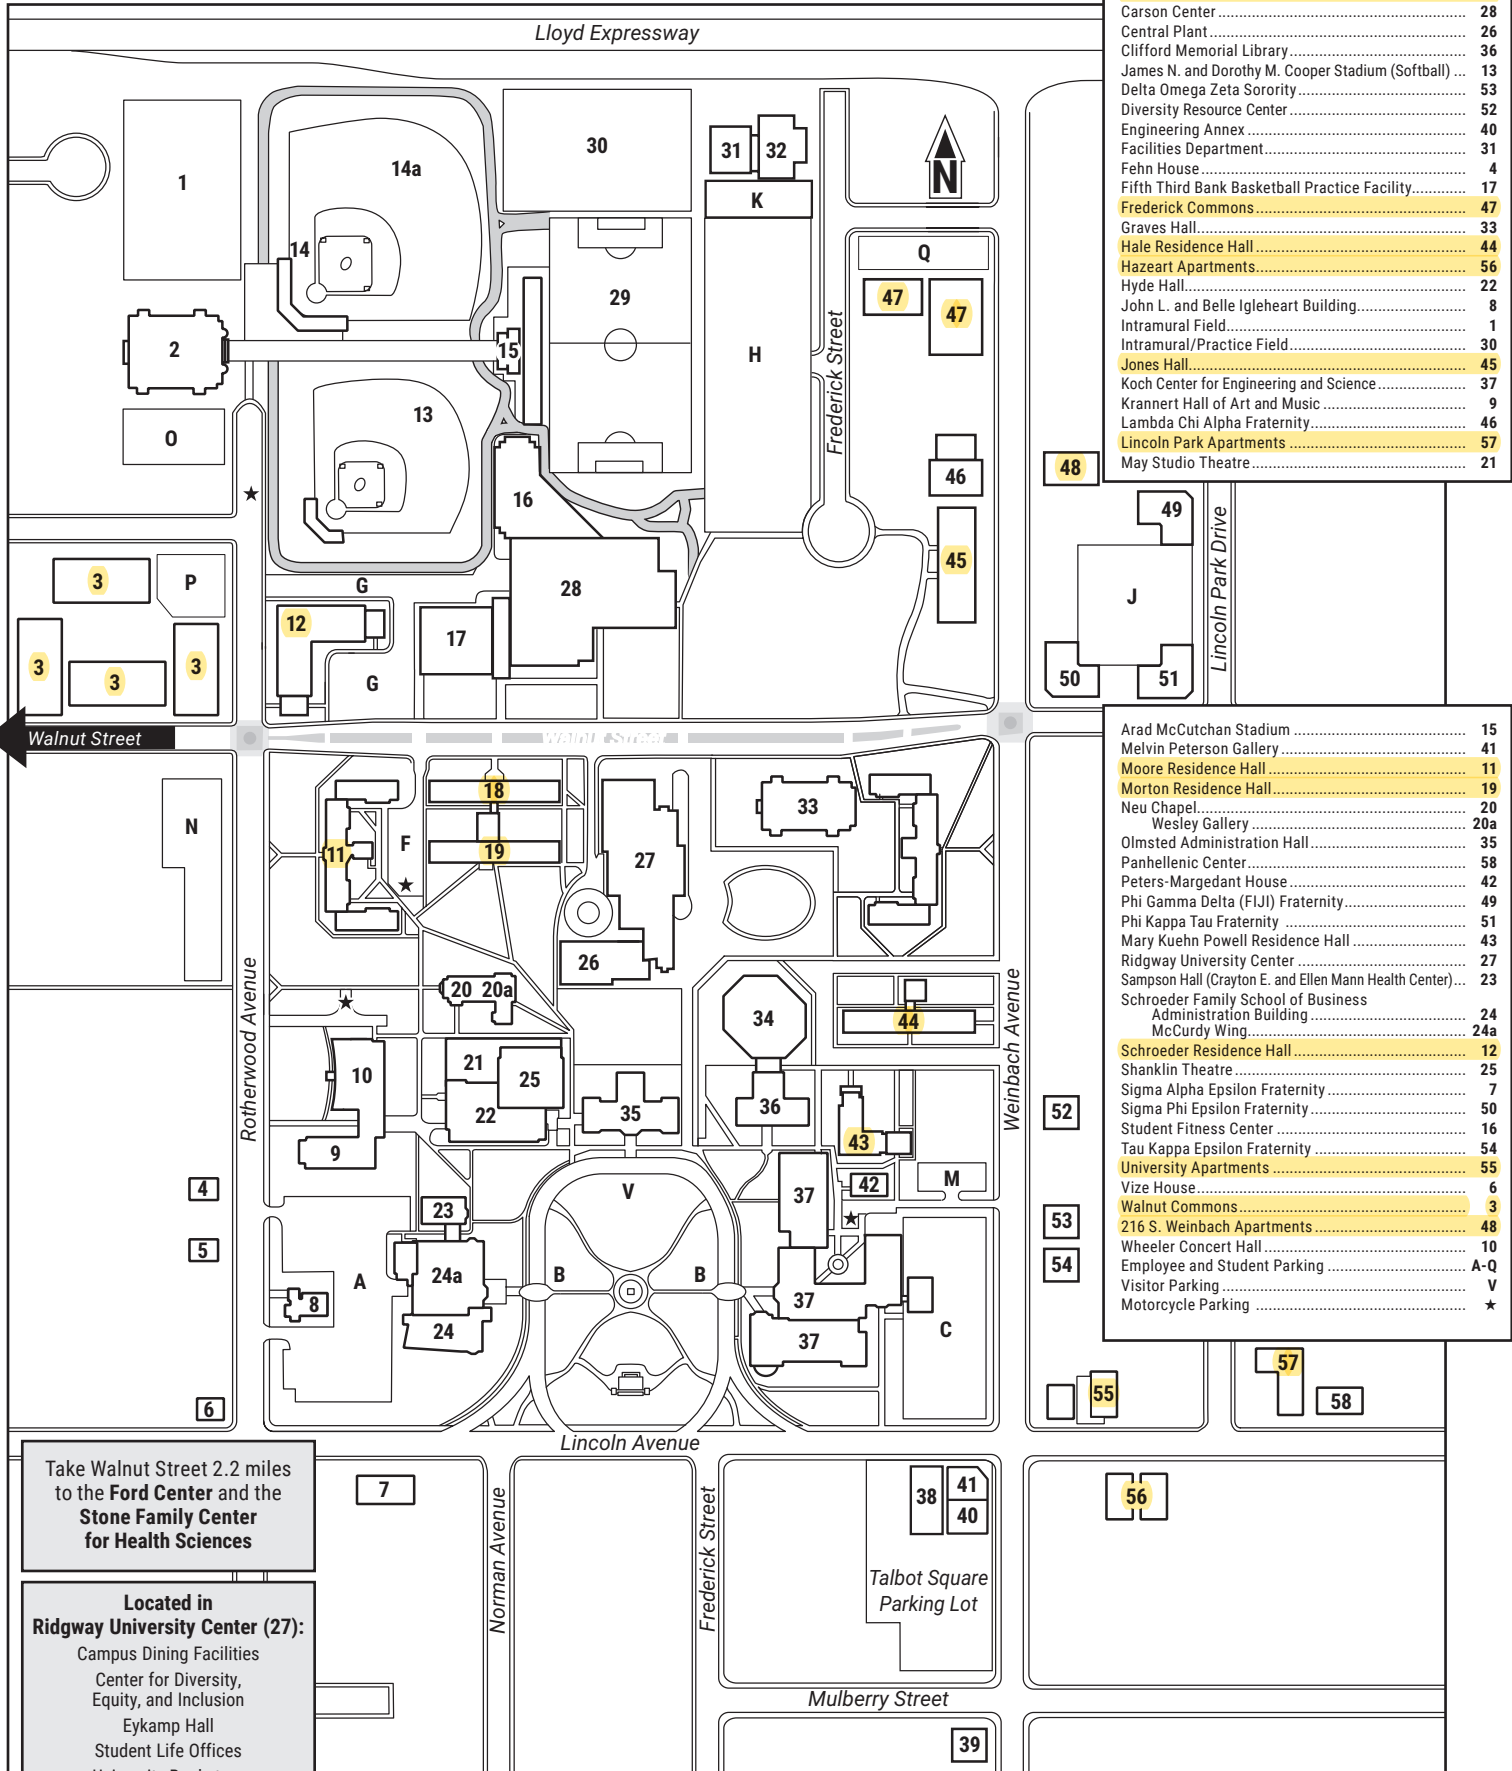 Lloyd Expressway
Carson Center 28
Central Plant 26
Clifford Memorial Library 36
James N. and Dorothy M. Cooper Stadium (Softball) ... 13
Delta Omega Zeta Sorority 53
Diversity Resource Center 52
Engineering Annex 40
Facilities Department 31
Fehn House 4
Fifth Third Bank Basketball Practice Facility 17
Frederick Commons 47
Graves Hall 33
Hale Residence Hall 44
Hazeart Apartments 56
Hyde Hall 22
John L. and Belle Igleheart Building 8
Intramural Field 1
Intramural/Practice Field 30
Jones Hall 45
Koch Center for Engineering and Science 37
Krannert Hall of Art and Music 9
Lambda Chi Alpha Fraternity 46
Lincoln Park Apartments 57
May Studio Theatre 21
30
31 32
14a
1
K
N
14
Q
29
47
47
2
15
H
Frederick Street
13
O
46
48
★
16
49
45
3
P
G
28
J
Lincoln Park Drive
12
17
3
3
3
G
50
51
Walnut Street
Walnut Street
Arad McCutchan Stadium 15
Melvin Peterson Gallery 41
Moore Residence Hall 11
Morton Residence Hall 19
Neu Chapel 20
Wesley Gallery 20a
Olmsted Administration Hall 35
Panhellenic Center 58
Peters-Margedant House 42
Phi Gamma Delta (FIJI) Fraternity 49
Phi Kappa Tau Fraternity 51
Mary Kuehn Powell Residence Hall 43
Ridgway University Center 27
Sampson Hall (Crayton E. and Ellen Mann Health Center)... 23
Schroeder Family School of Business
Administration Building 24
McCurdy Wing 24a
Schroeder Residence Hall 12
Shanklin Theatre 25
Sigma Alpha Epsilon Fraternity 7
Sigma Phi Epsilon Fraternity 50
Student Fitness Center 16
Tau Kappa Epsilon Fraternity 54
University Apartments 55
Vize House 6
Walnut Commons 3
216 S. Weinbach Apartments 48
Wheeler Concert Hall 10
Employee and Student Parking A-Q
Visitor Parking V
Motorcycle Parking ★
18
33
N
F
11
19
27
★
26
20 20a
Rotherwood Avenue
Weinbach Avenue
★
34
44
21
25
10
22
35
36
52
43
9
4
V
37
42
M
23
★
53
5
A
24a
B
B
54
8
37
24
37
C
57
55
58
6
Lincoln Avenue
Take Walnut Street 2.2 miles
to the Ford Center and the
Stone Family Center
for Health Sciences
7
38
41
40
56
Norman Avenue
Frederick Street
Talbot Square
Parking Lot
Located in
Ridgway University Center (27):
Campus Dining Facilities
Center for Diversity,
Equity, and Inclusion
Eykamp Hall
Student Life Offices
Mulberry Street
39